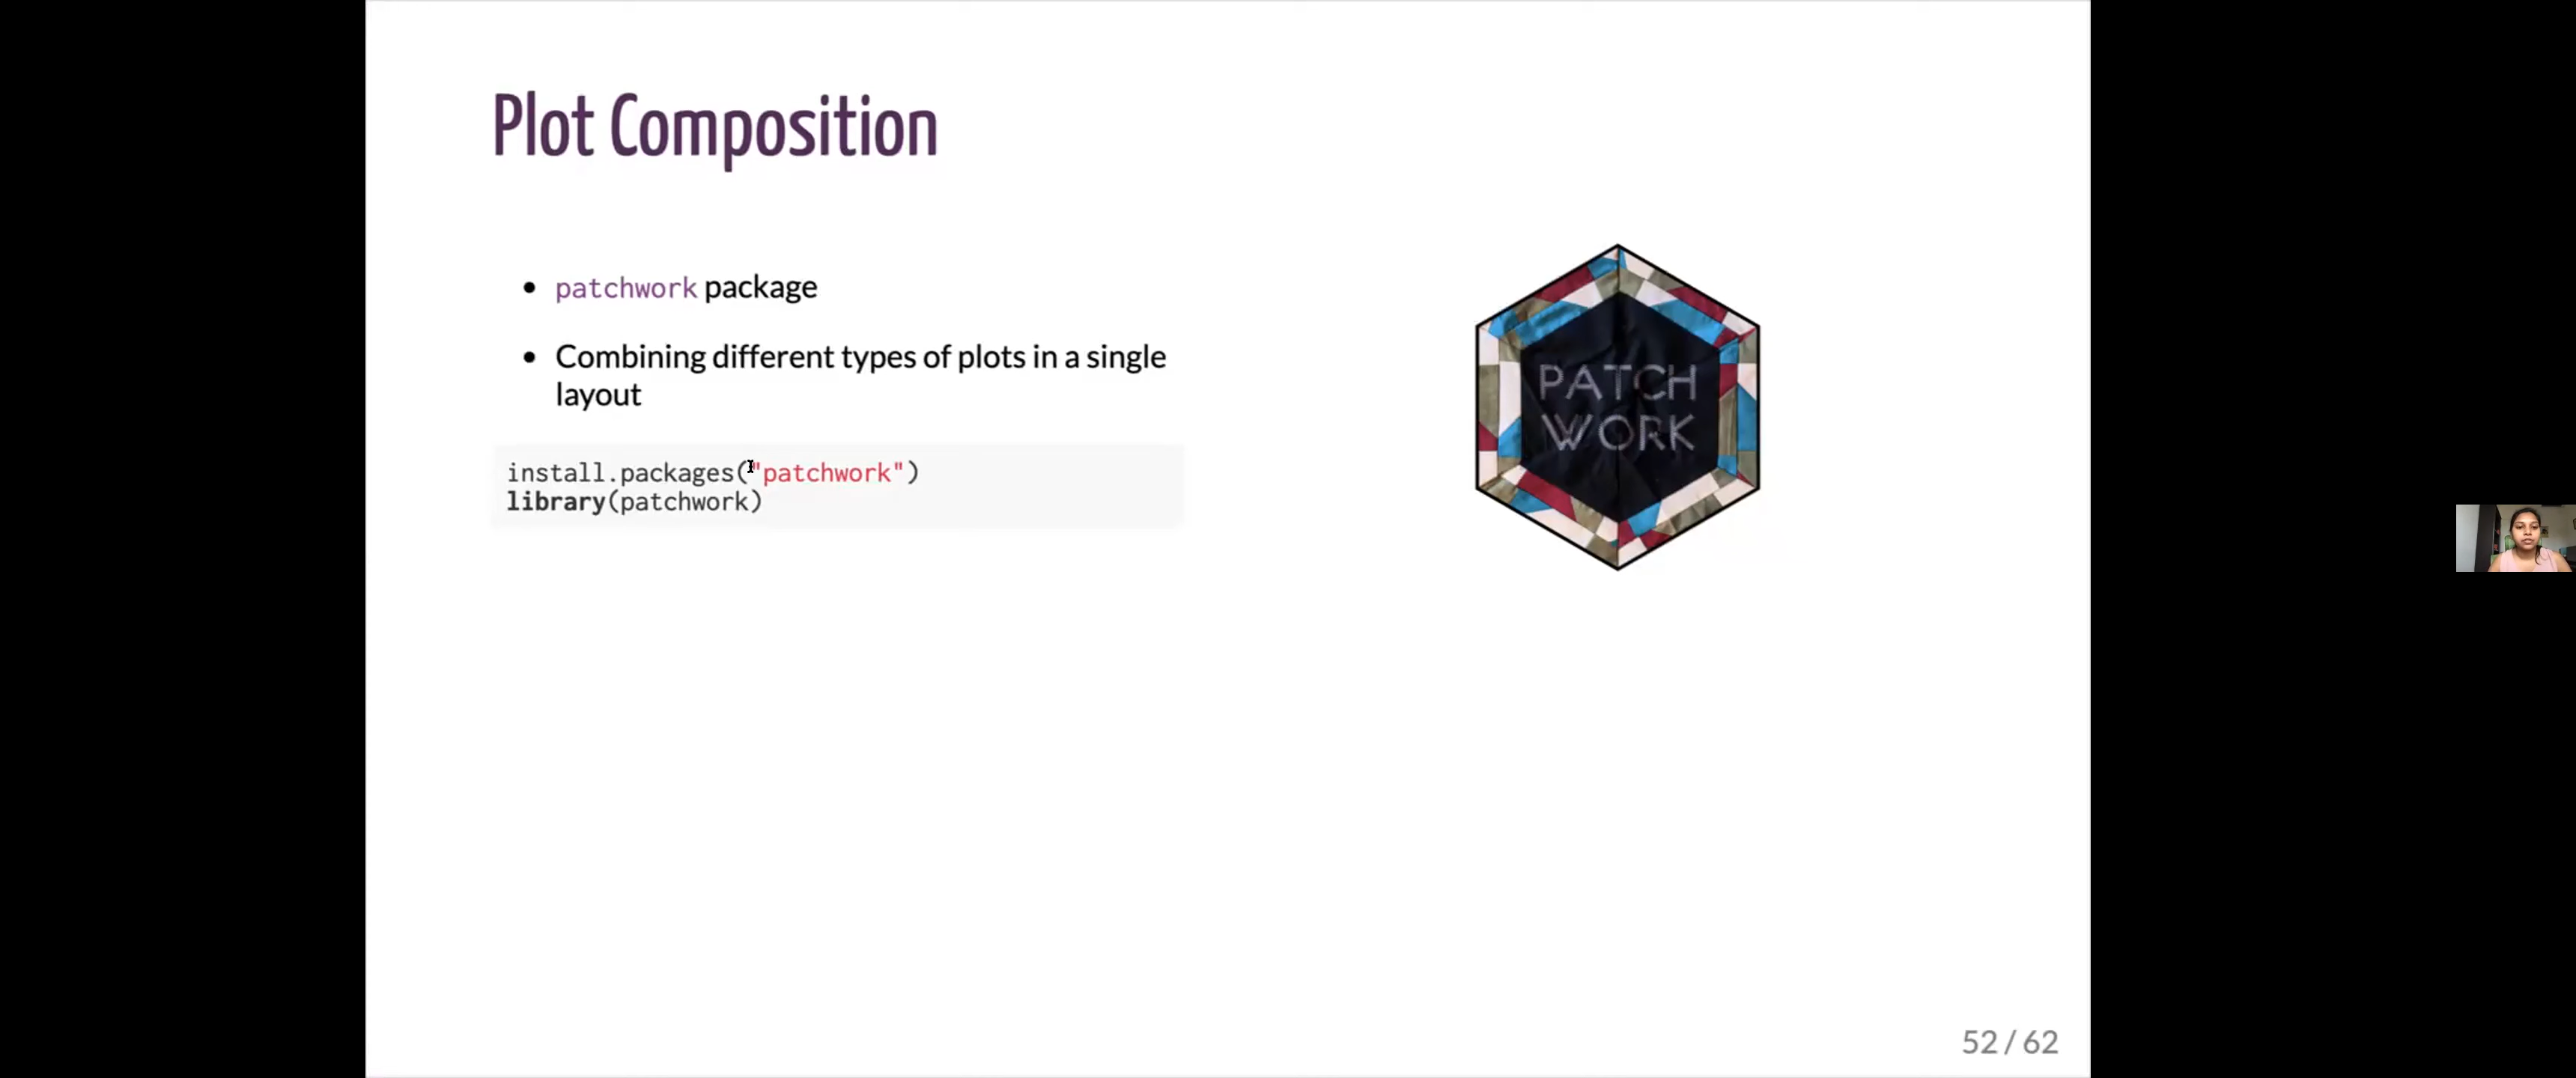 Plot Composition
patchwork package
Combining different types of plots in a single
layout
install.packages("patchwork")
library(patchwork)
PATCH
WORK
52 / 62